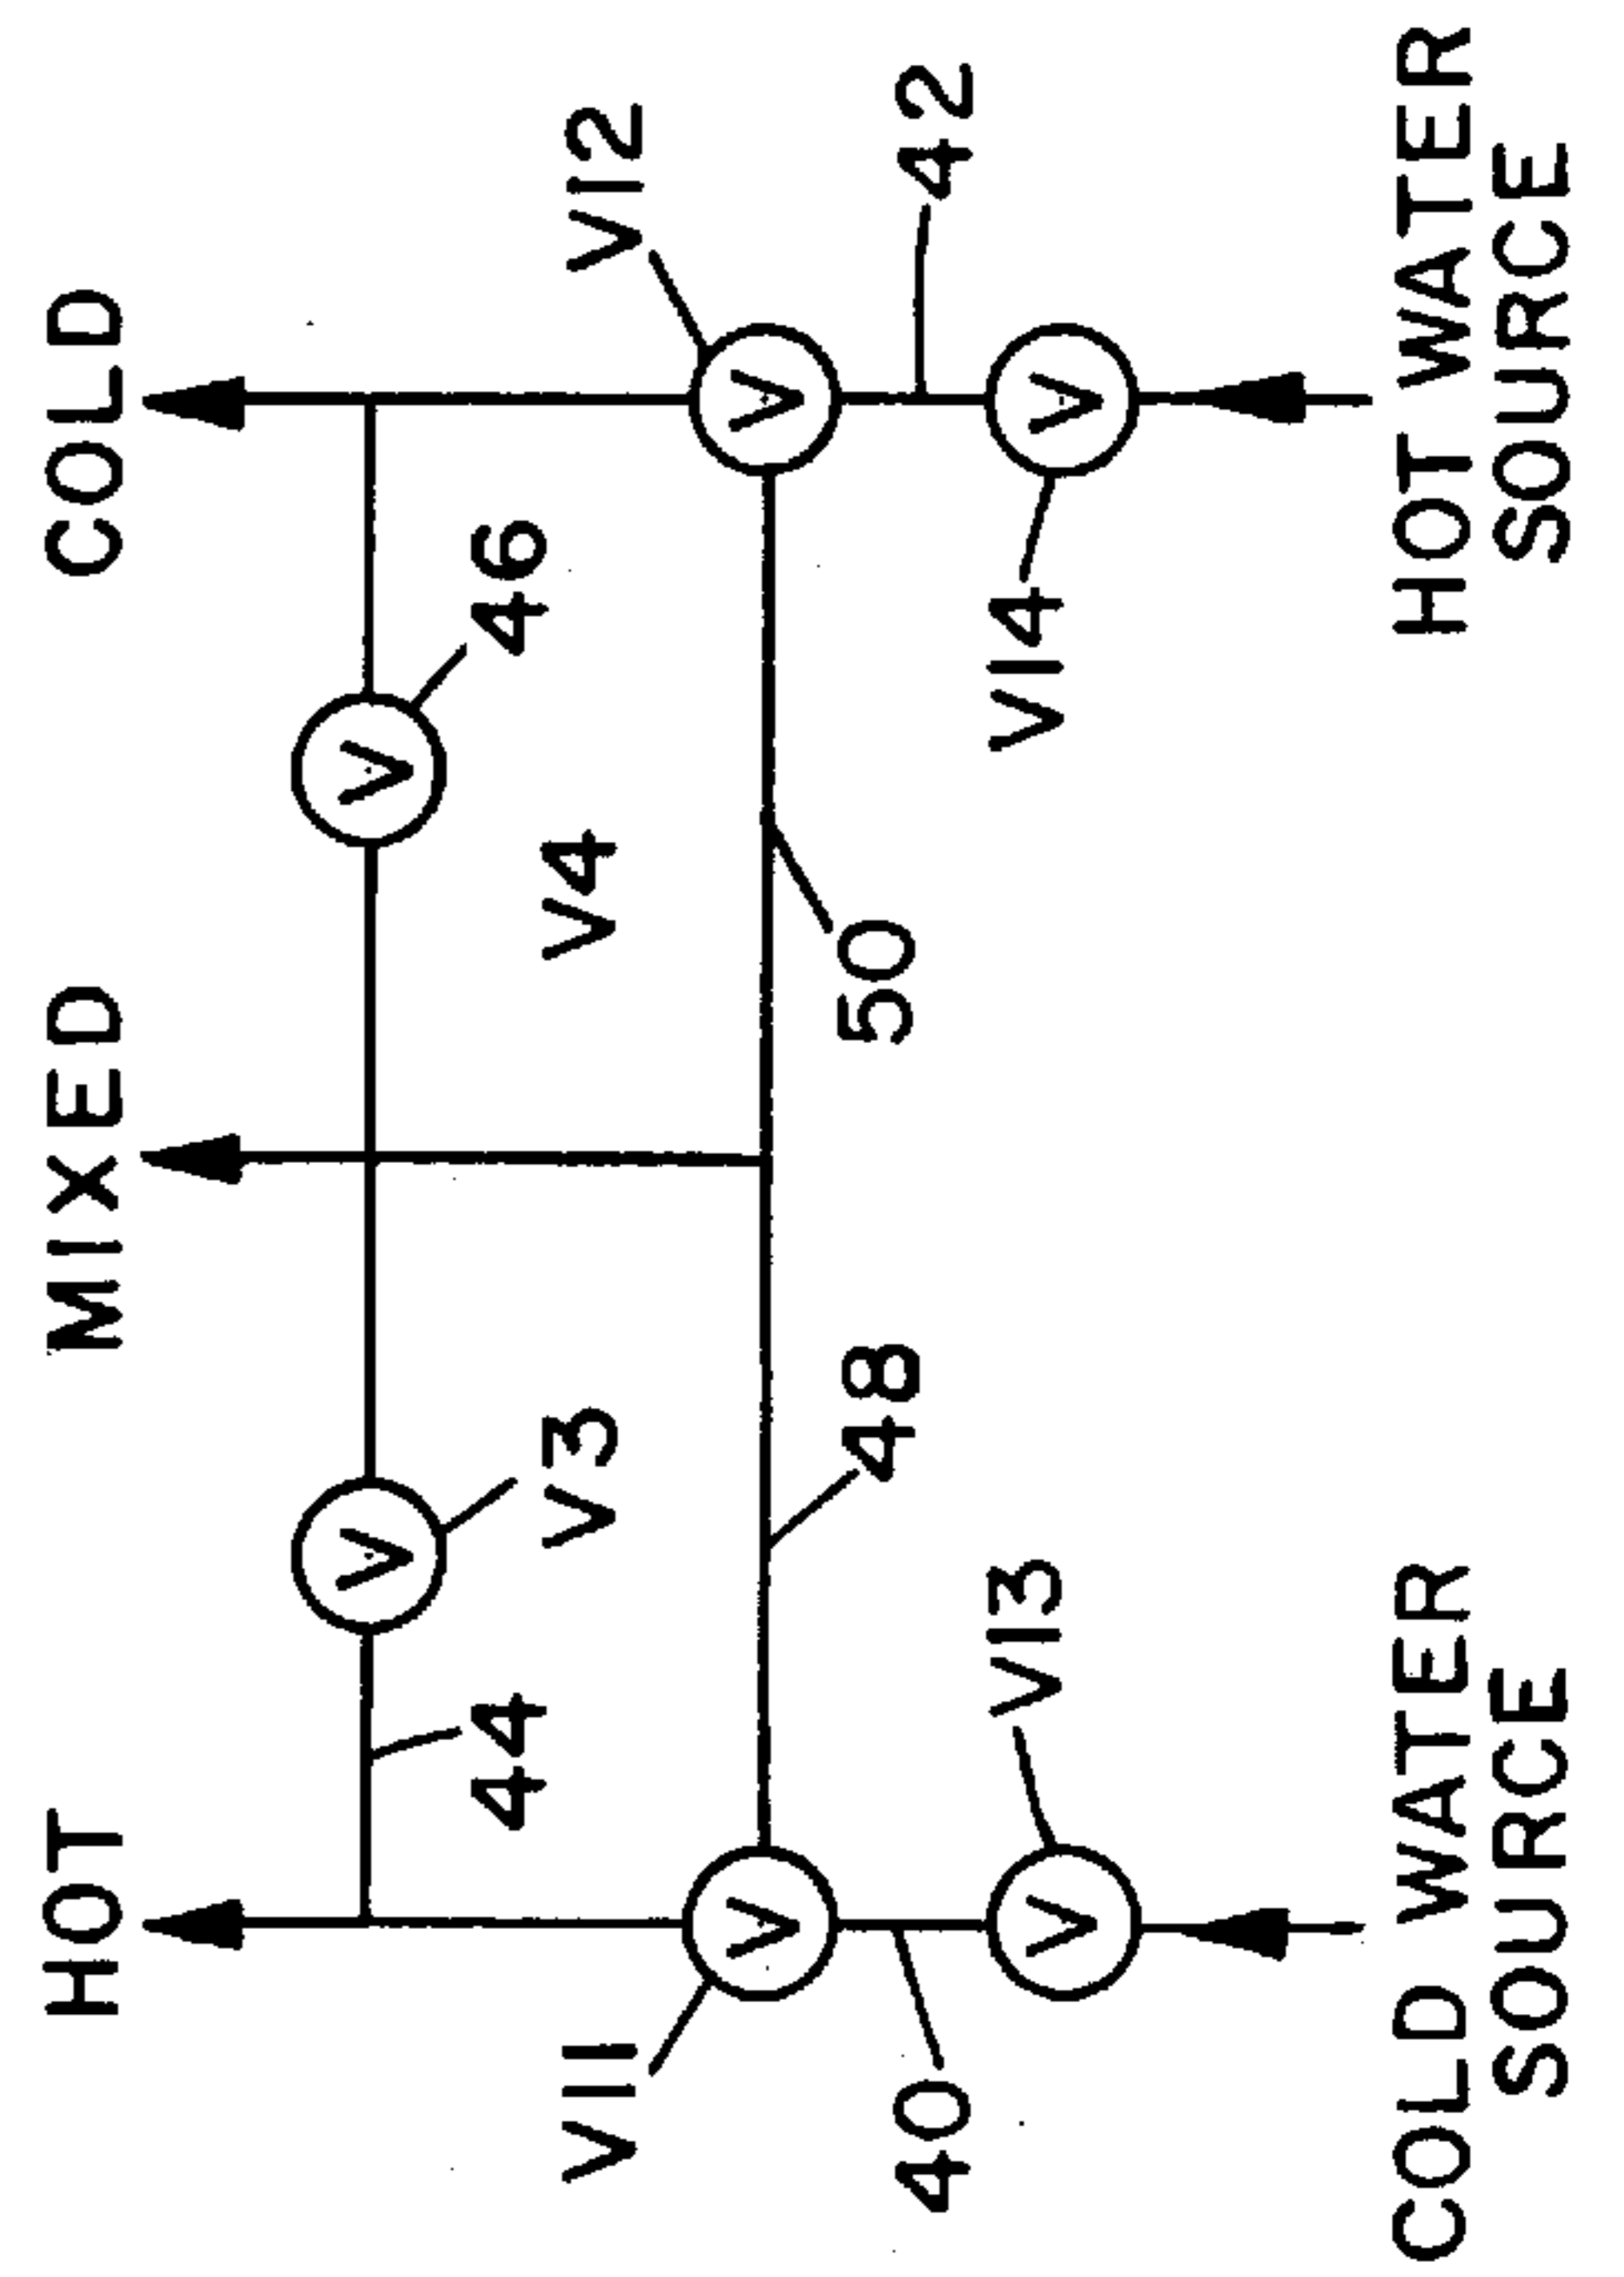 HOT
MIXED
COLD
V
V
44
46
V3
V4
V11
V12
V
V
48
50
40
42
V13
V14
V
V
COLD WATER
SOURCE
HOT WATER
SOURCE